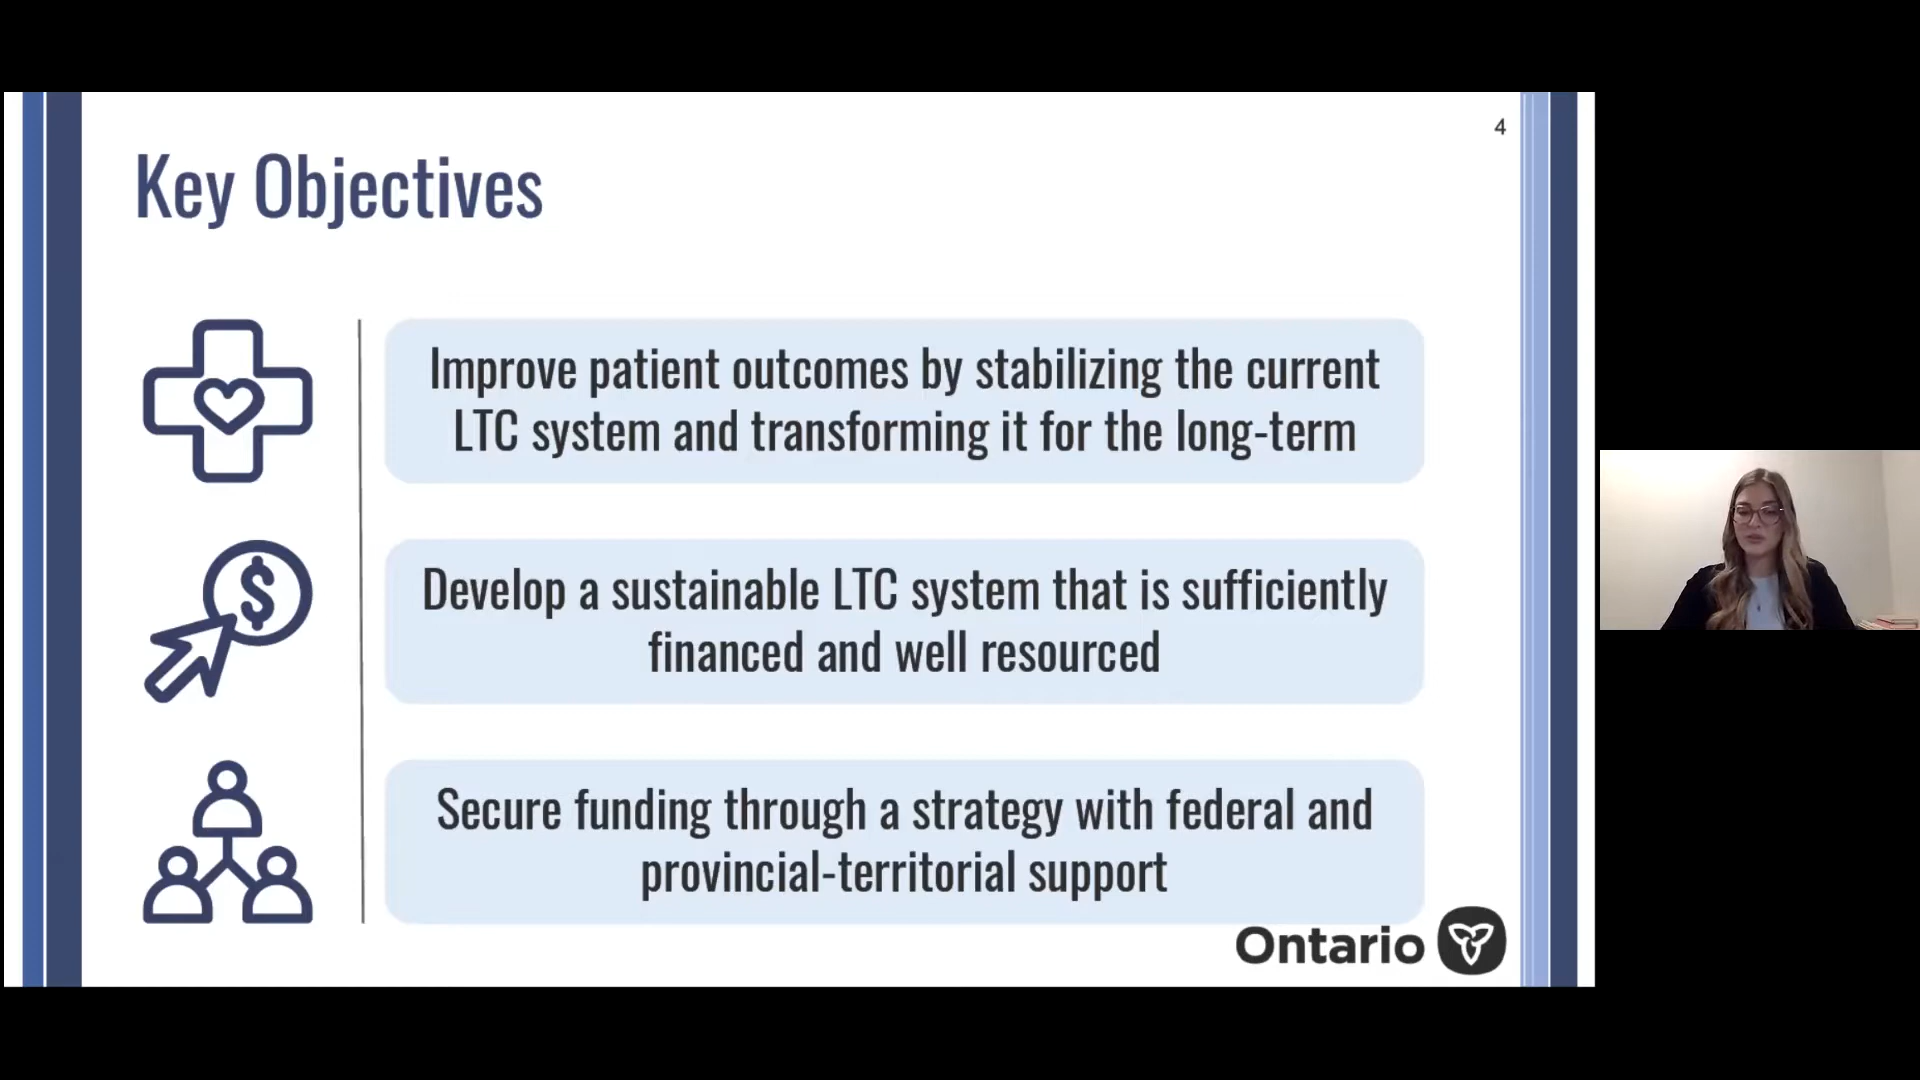 4
Key Objectives
Improve patient outcomes by stabilizing the current
LTC system and transforming it for the long-term
$
Develop a sustainable LTC system that is sufficiently
financed and well resourced
Secure funding through a strategy with federal and
provincial-territorial support
Ontario